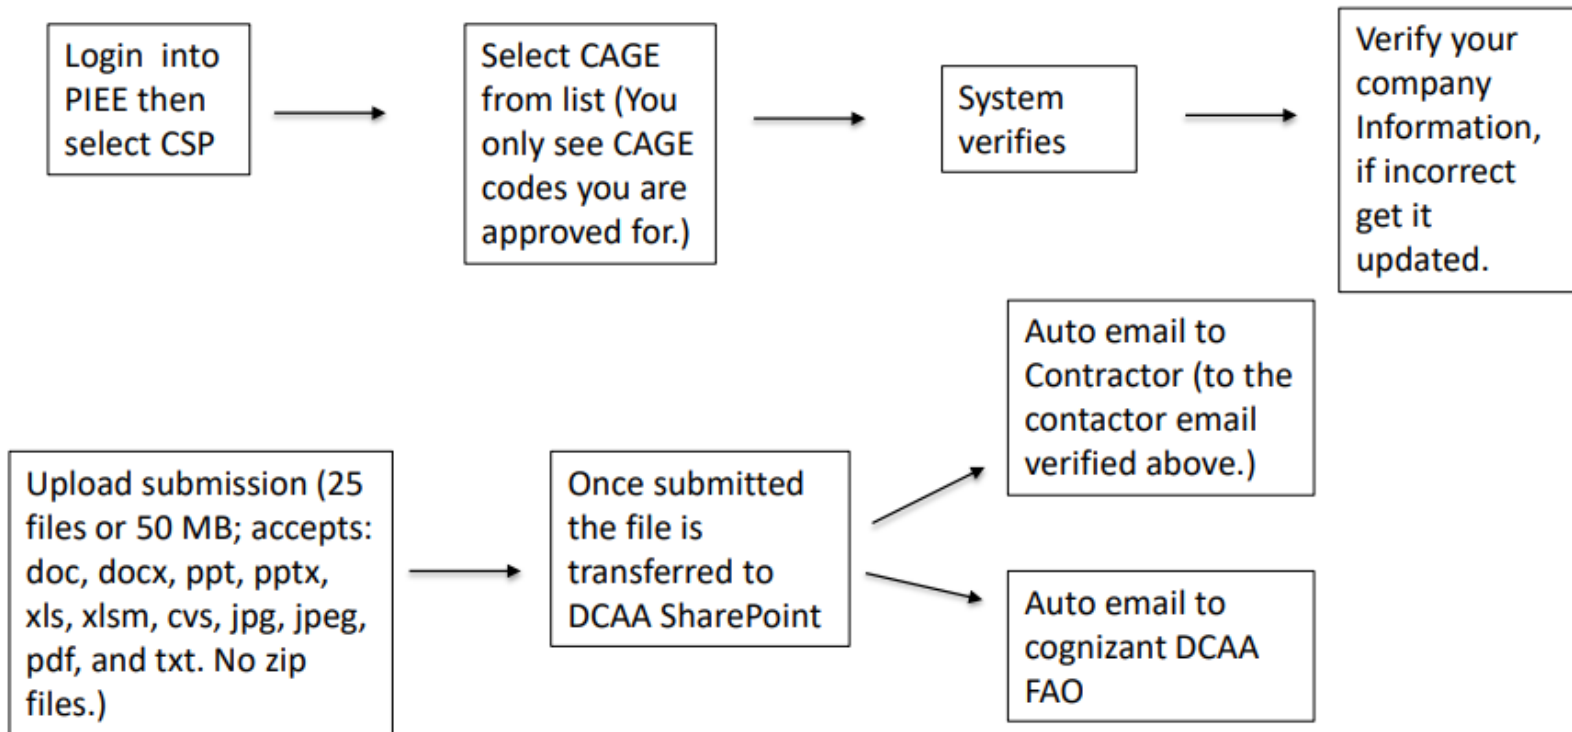 Login into
PIEE then
select CSP
Select CAGE
from list (You
only see CAGE
codes you are
approved for.)
System
verifies
Verify your
company
Information,
if incorrect
get it
updated.
Upload submission (25
files or 50 MB; accepts:
doc, docx, ppt, pptx,
xls, xlsm, cvs, jpg, jpeg,
pdf, and txt. No zip
files.)
Once submitted
the file is
transferred to
DCAA SharePoint
Auto email to
Contractor (to the
contactor email
verified above.)
Auto email to
cognizant DCAA
FAO